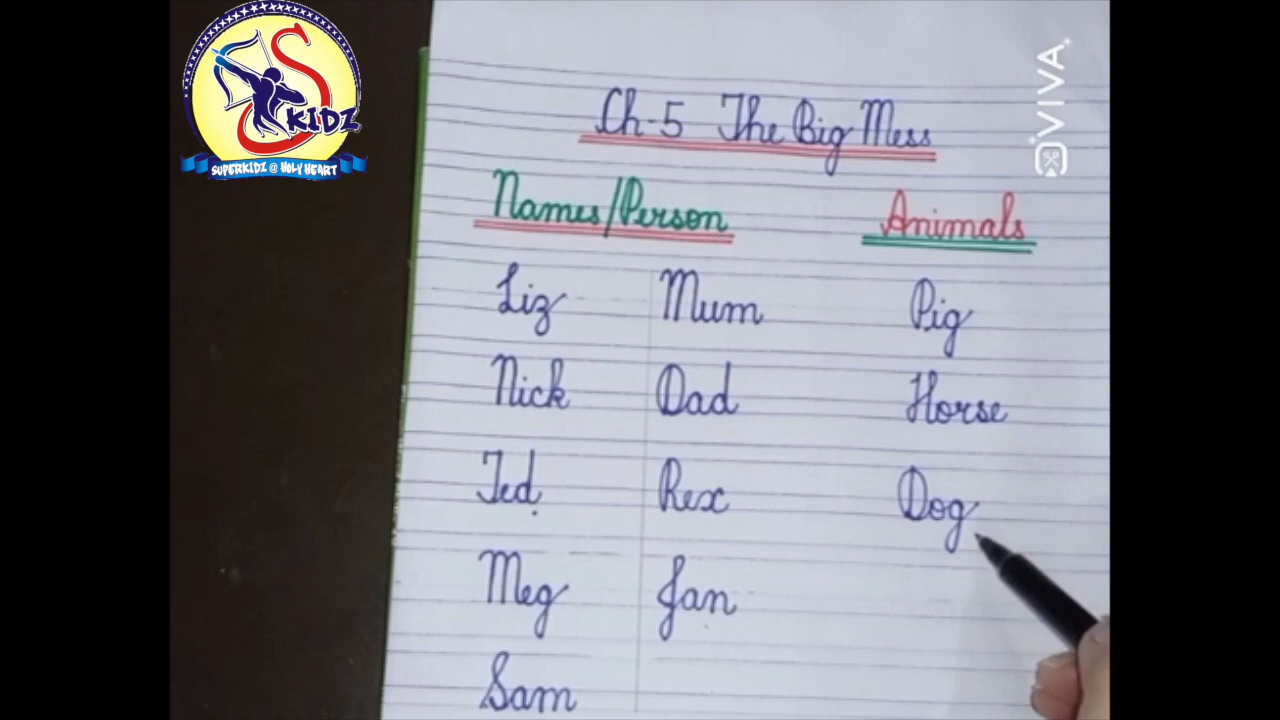 S
KIDZ
SUPERKIDZ @ HOLY HEART
VIVA
Ch-5 The Big Mess
Names/Person Animals
Liz Mum Pig
Nick Dad Horse
Ted Rex Dog
Meg Jan
Sam